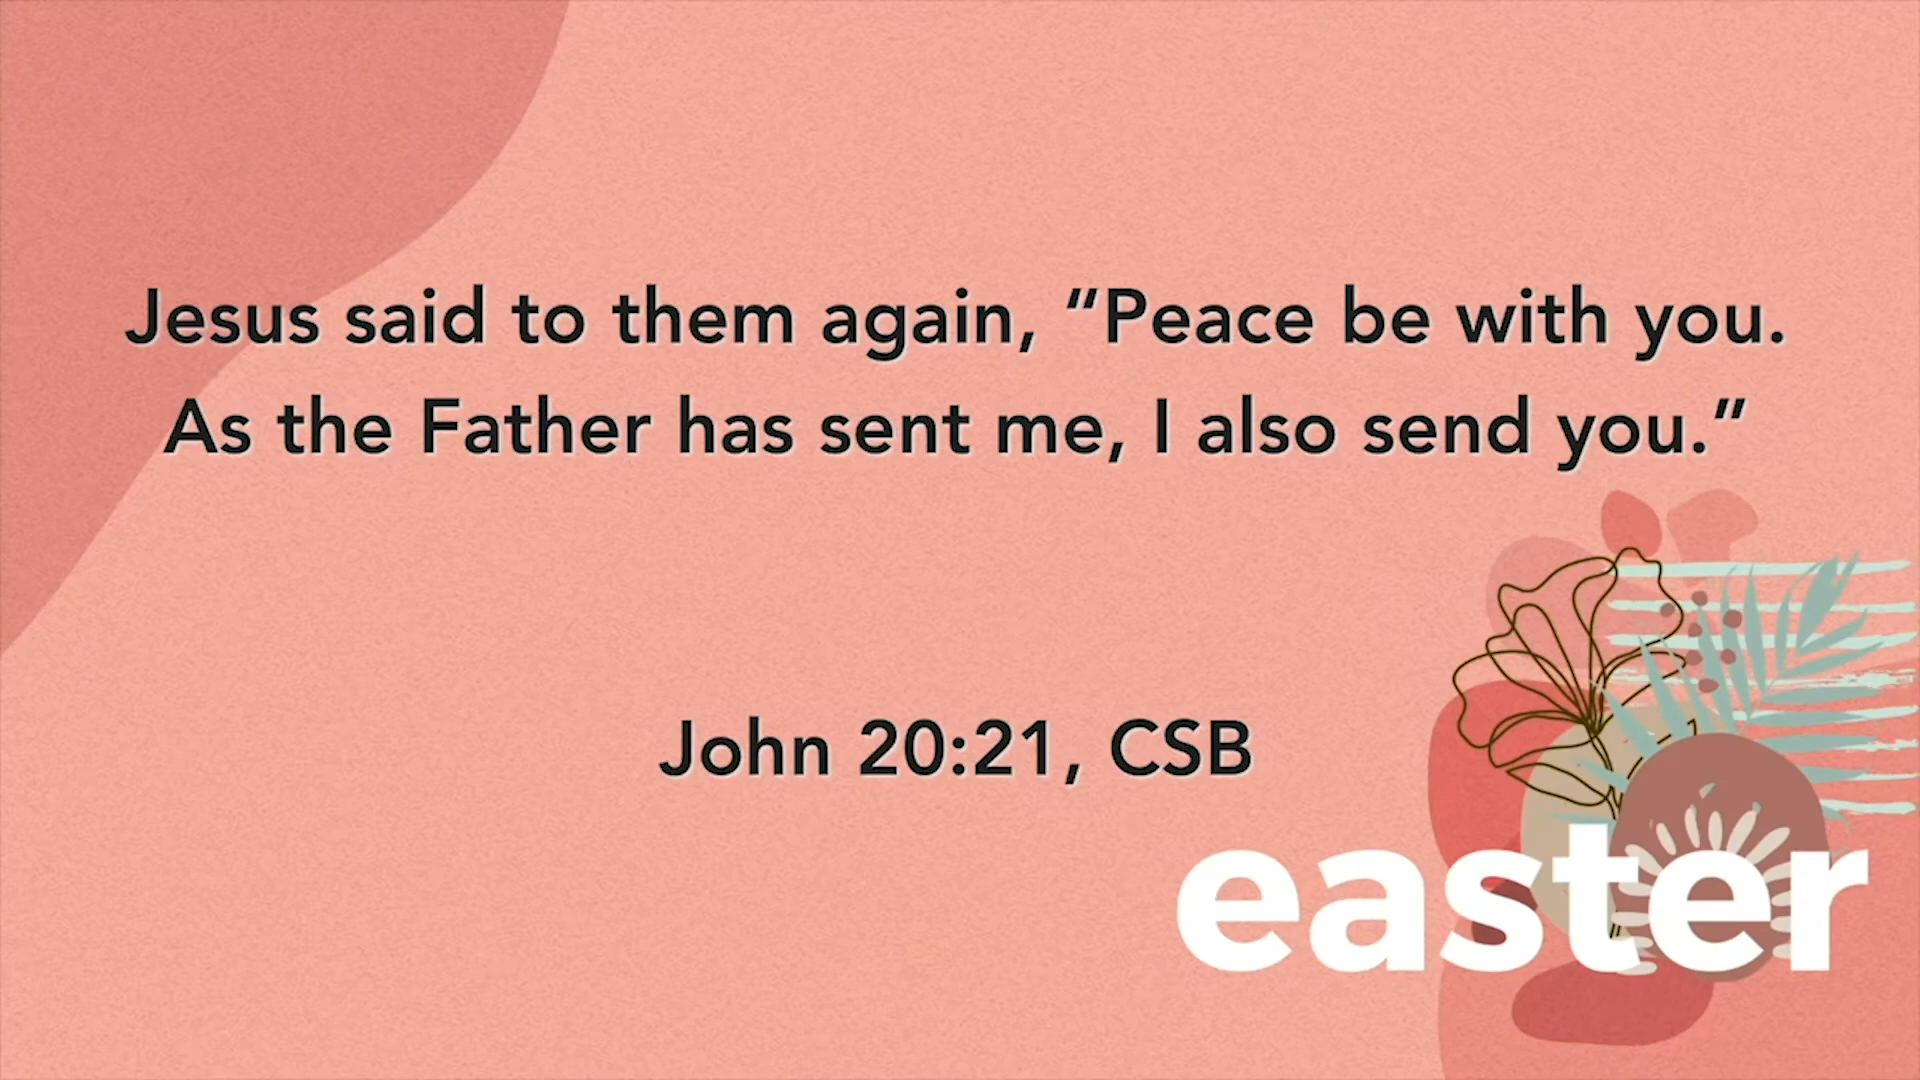 Jesus said to them again, “Peace be with you.
As the Father has sent me, I also send you.”
John 20:21, CSB
easter